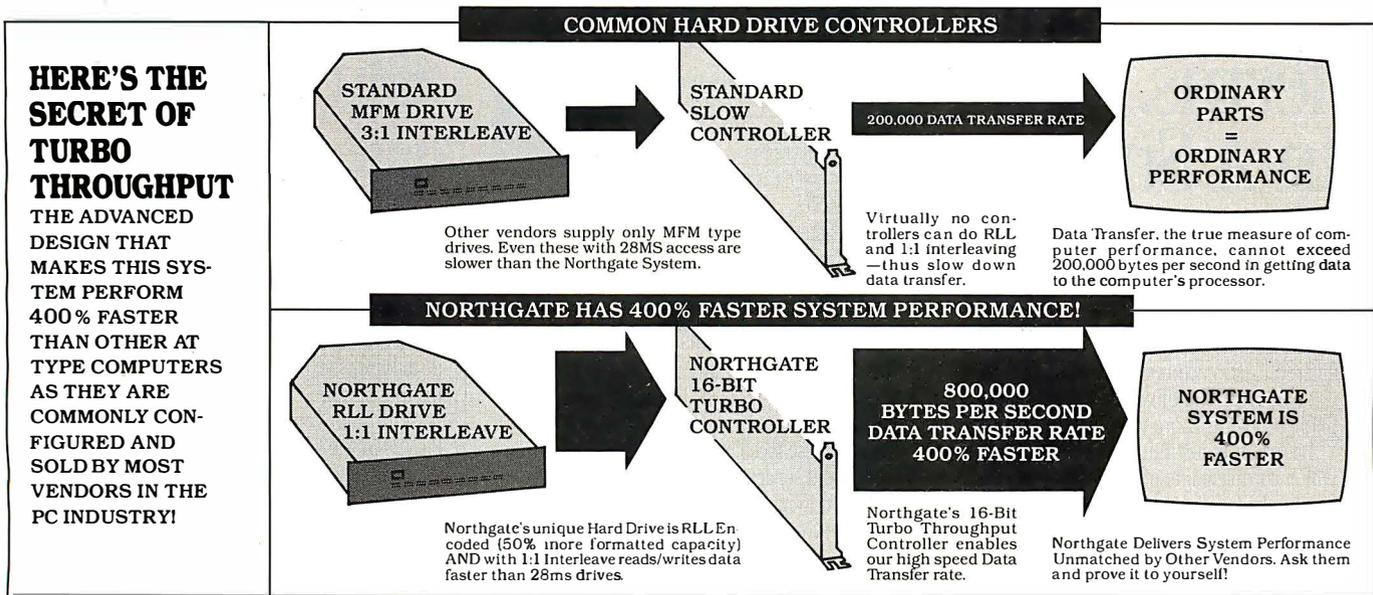 HERE'S THE
SECRET OF
TURBO
THROUGHPUT
THE ADVANCED
DESIGN THAT
MAKES THIS SYS-
TEM PERFORM
400% FASTER
THAN OTHER AT
TYPE COMPUTERS
AS THEY ARE
COMMONLY CON-
FIGURED AND
SOLD BY MOST
VENDORS IN THE
PC INDUSTRY!
COMMON HARD DRIVE CONTROLLERS
STANDARD
MFM DRIVE
3:1 INTERLEAVE
Other vendors supply only MFM type
drives. Even these with 28MS access are
slower than the Northgate System.
STANDARD
SLOW
CONTROLLER
Virtually no con-
trollers can do RLL
and 1:1 interleaving
—thus slow down
data transfer.
200.000 DATA TRANSFER RATE
ORDINARY
PARTS
=
ORDINARY
PERFORMANCE
Data Transfer, the true measure of com-
puter performance, cannot exceed
200,000 bytes per second in getting data
to the computer's processor.
NORTHGATE HAS 400% FASTER SYSTEM PERFORMANCE!
NORTHGATE
RLL DRIVE
1:1 INTERLEAVE
Northgate's unique Hard Drive is RLL En-
coded (50% more formatted capacity)
AND with 1:1 Interleave reads/writes data
faster than 28ms drives.
NORTHGATE
16-BIT
TURBO
CONTROLLER
800,000
BYTES PER SECOND
DATA TRANSFER RATE
400% FASTER
Northgate's 16-Bit
Turbo Throughput
Controller enables
our high speed Data
Transfer rate.
NORTHGATE
SYSTEM IS
400%
FASTER
Northgate Delivers System Performance
Unmatched by Other Vendors. Ask them
and prove it to yourself!